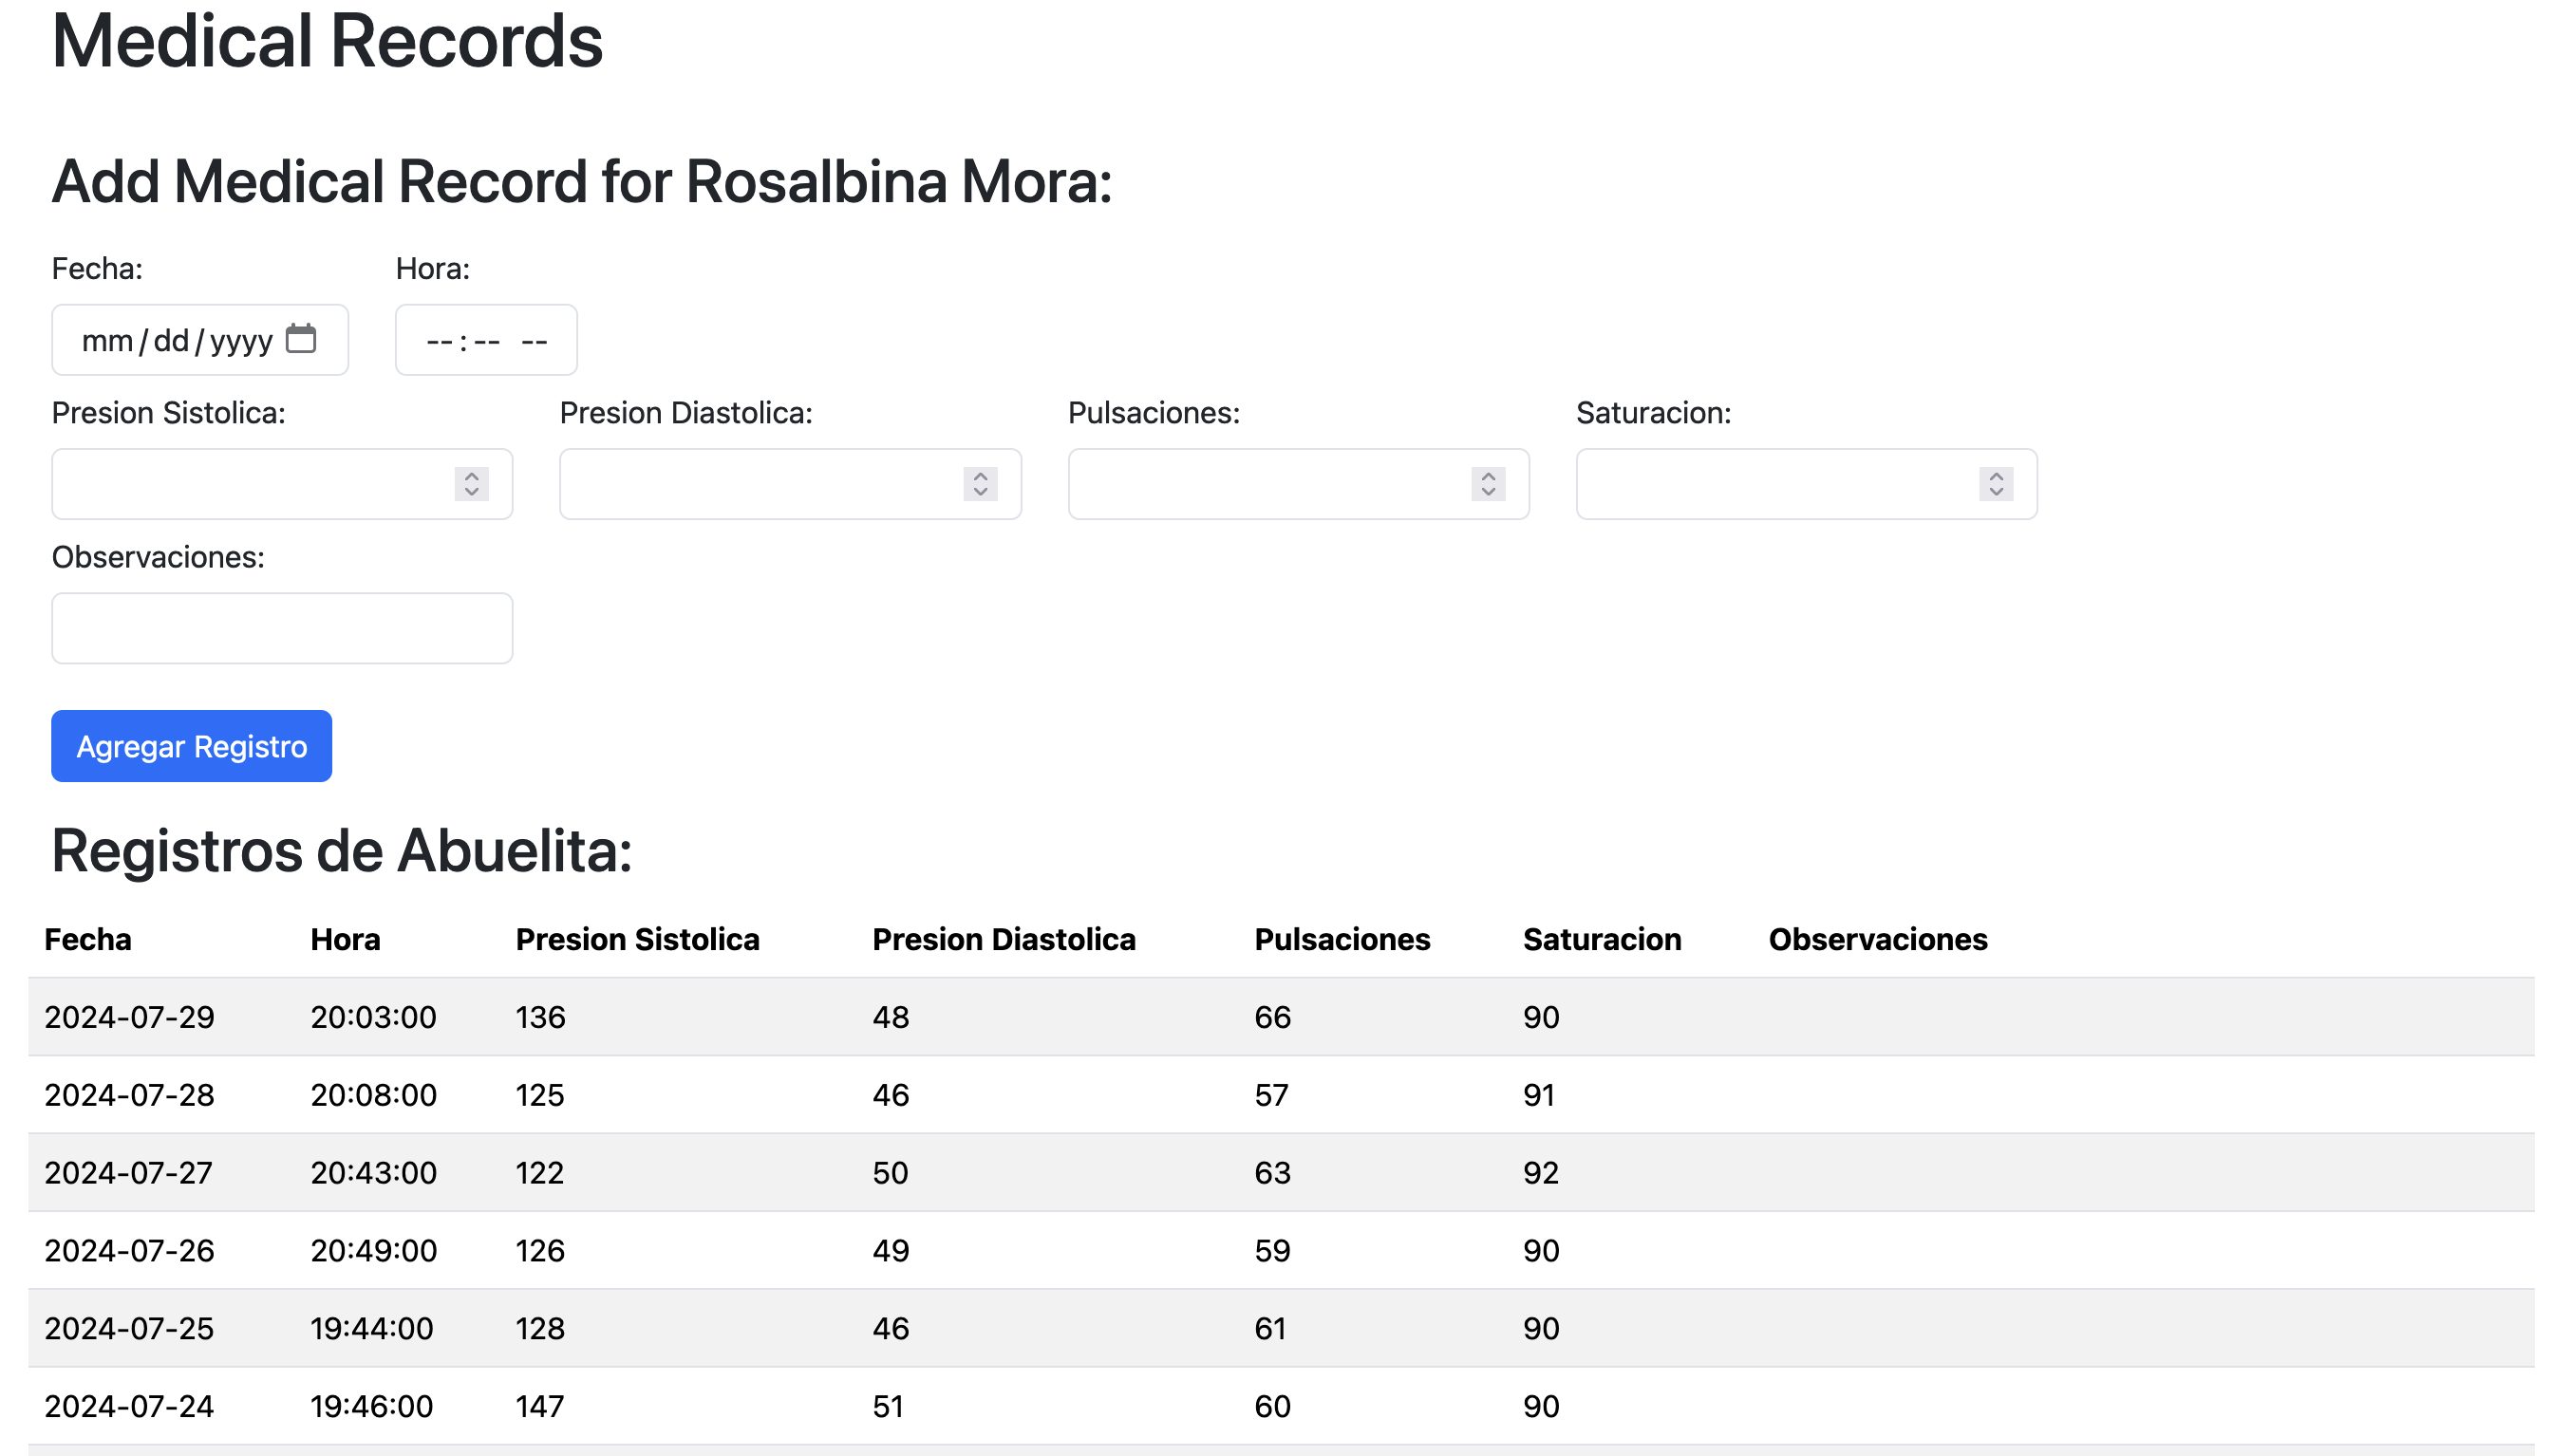 Medical Records
Add Medical Record for Rosalbina Mora:
Fecha: Hora:
mm/dd/yyyy --:-- --
Presion Sistolica: Presion Diastolica: Pulsaciones: Saturacion:
Observaciones:
Agregar Registro
Registros de Abuelita:
Fecha Hora Presion Sistolica Presion Diastolica Pulsaciones Saturacion Observaciones
2024-07-29 20:03:00 136 48 66 90
2024-07-28 20:08:00 125 46 57 91
2024-07-27 20:43:00 122 50 63 92
2024-07-26 20:49:00 126 49 59 90
2024-07-25 19:44:00 128 46 61 90
2024-07-24 19:46:00 147 51 60 90